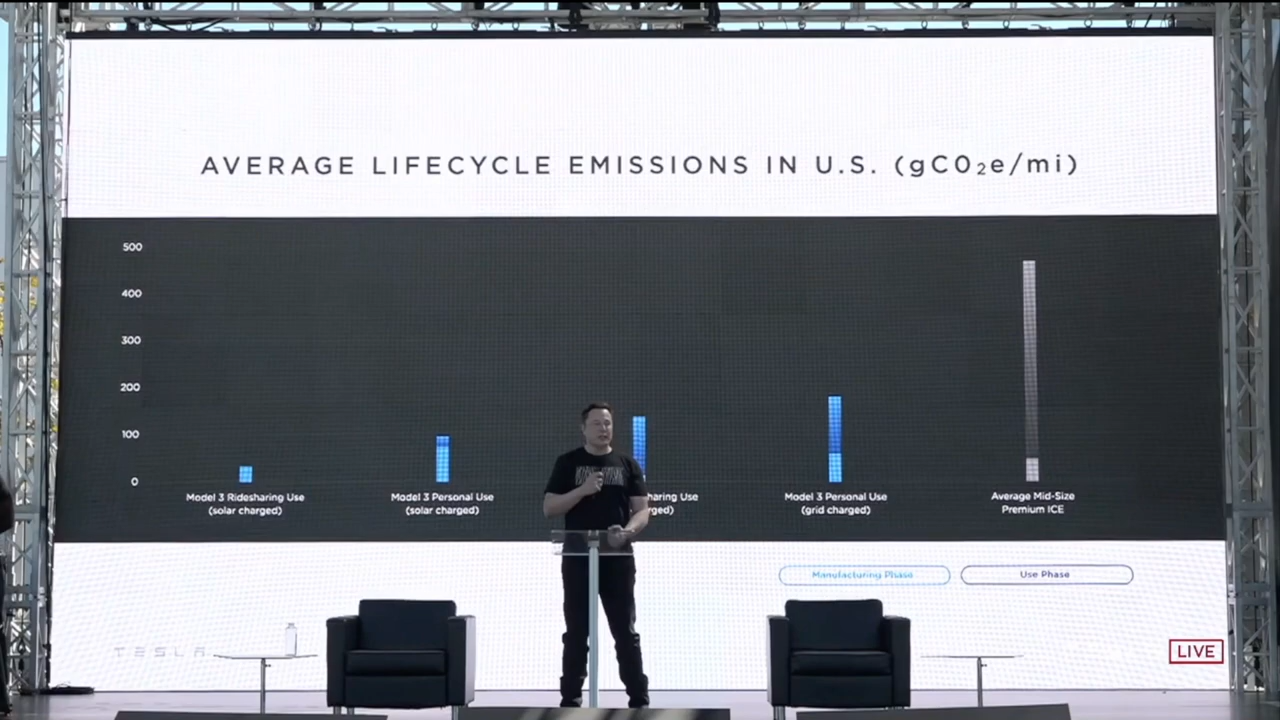 AVERAGE LIFECYCLE EMISSIONS IN U.S. (gCO₂e/mi)
500
400
300
200
100
0
Model 3 Ridesharing Use
(solar charged)
Model 3 Personal Use
(solar charged)
haring Use
rged)
Model 3 Personal Use
(grid charged)
Average Mid-Size
Premium ICE
Manufacturing Phase
Use Phase
TESLA
LIVE